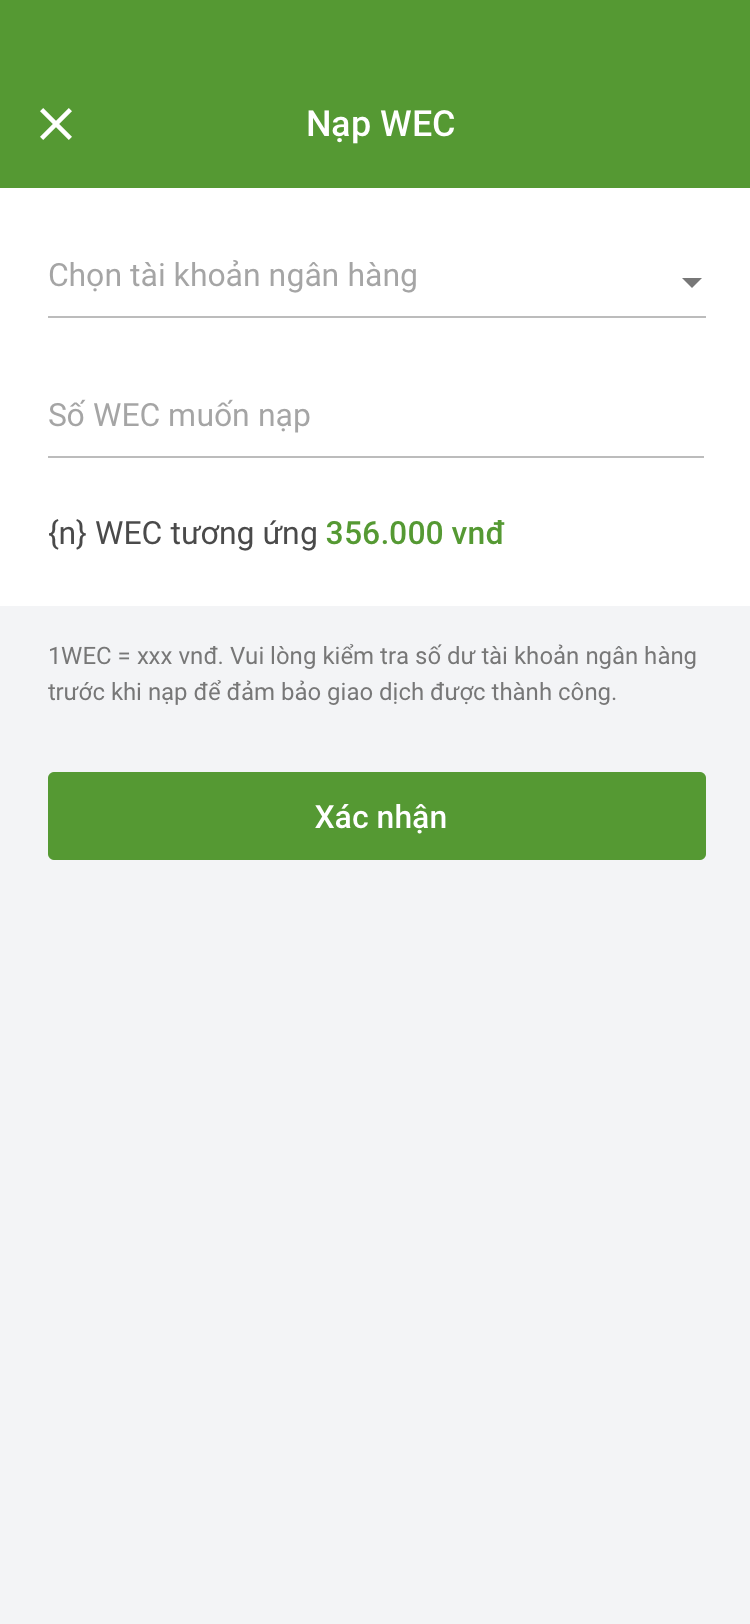 Nạp WEC
Chọn tài khoản ngân hàng
Số WEC muốn nạp
{n} WEC tương ứng 356.000 vnđ
1WEC = xxx vnđ. Vui lòng kiểm tra số dư tài khoản ngân hàng
trước khi nạp để đảm bảo giao dịch được thành công.
Xác nhận